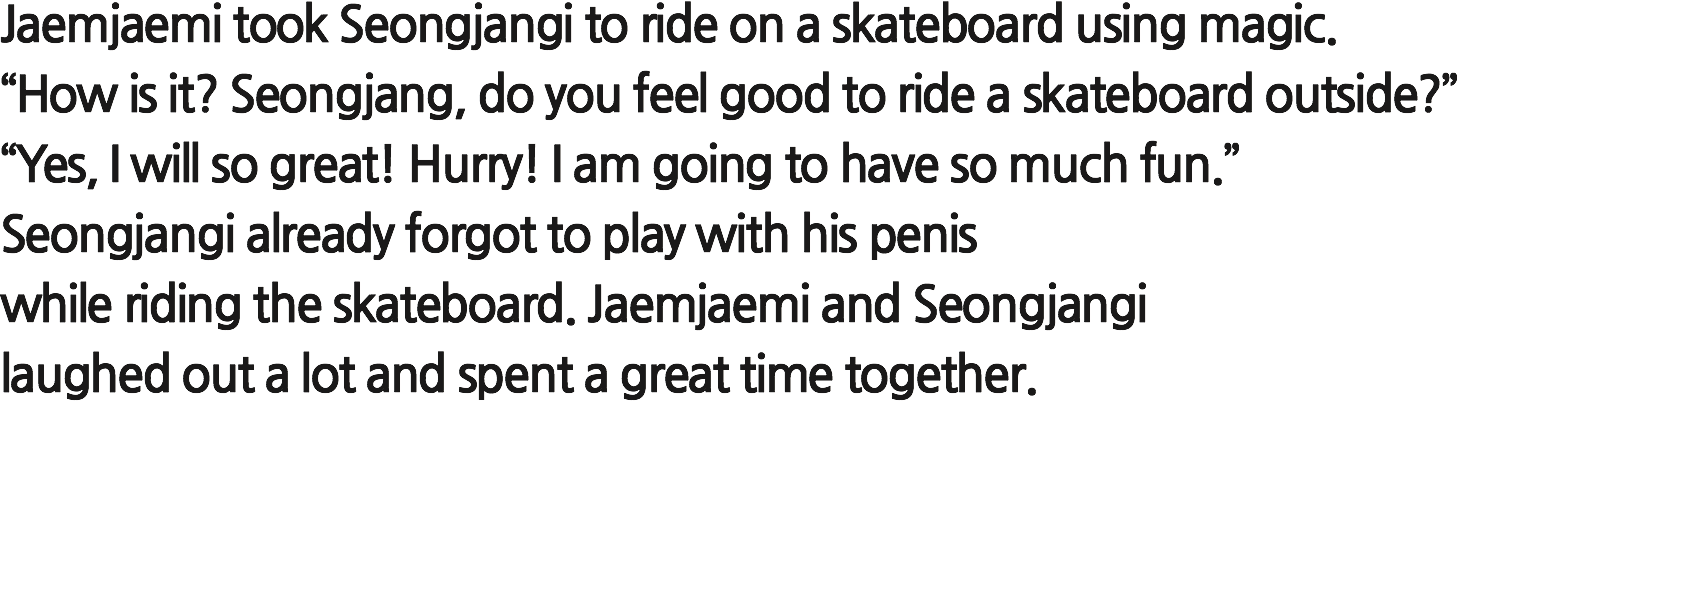 Jaemjaemi took Seongjangi to ride on a skateboard using magic.
“How is it? Seongjang, do you feel good to ride a skateboard outside?”
“Yes, I will so great! Hurry! I am going to have so much fun.”
Seongjangi already forgot to play with his penis
while riding the skateboard. Jaemjaemi and Seongjangi
laughed out a lot and spent a great time together.